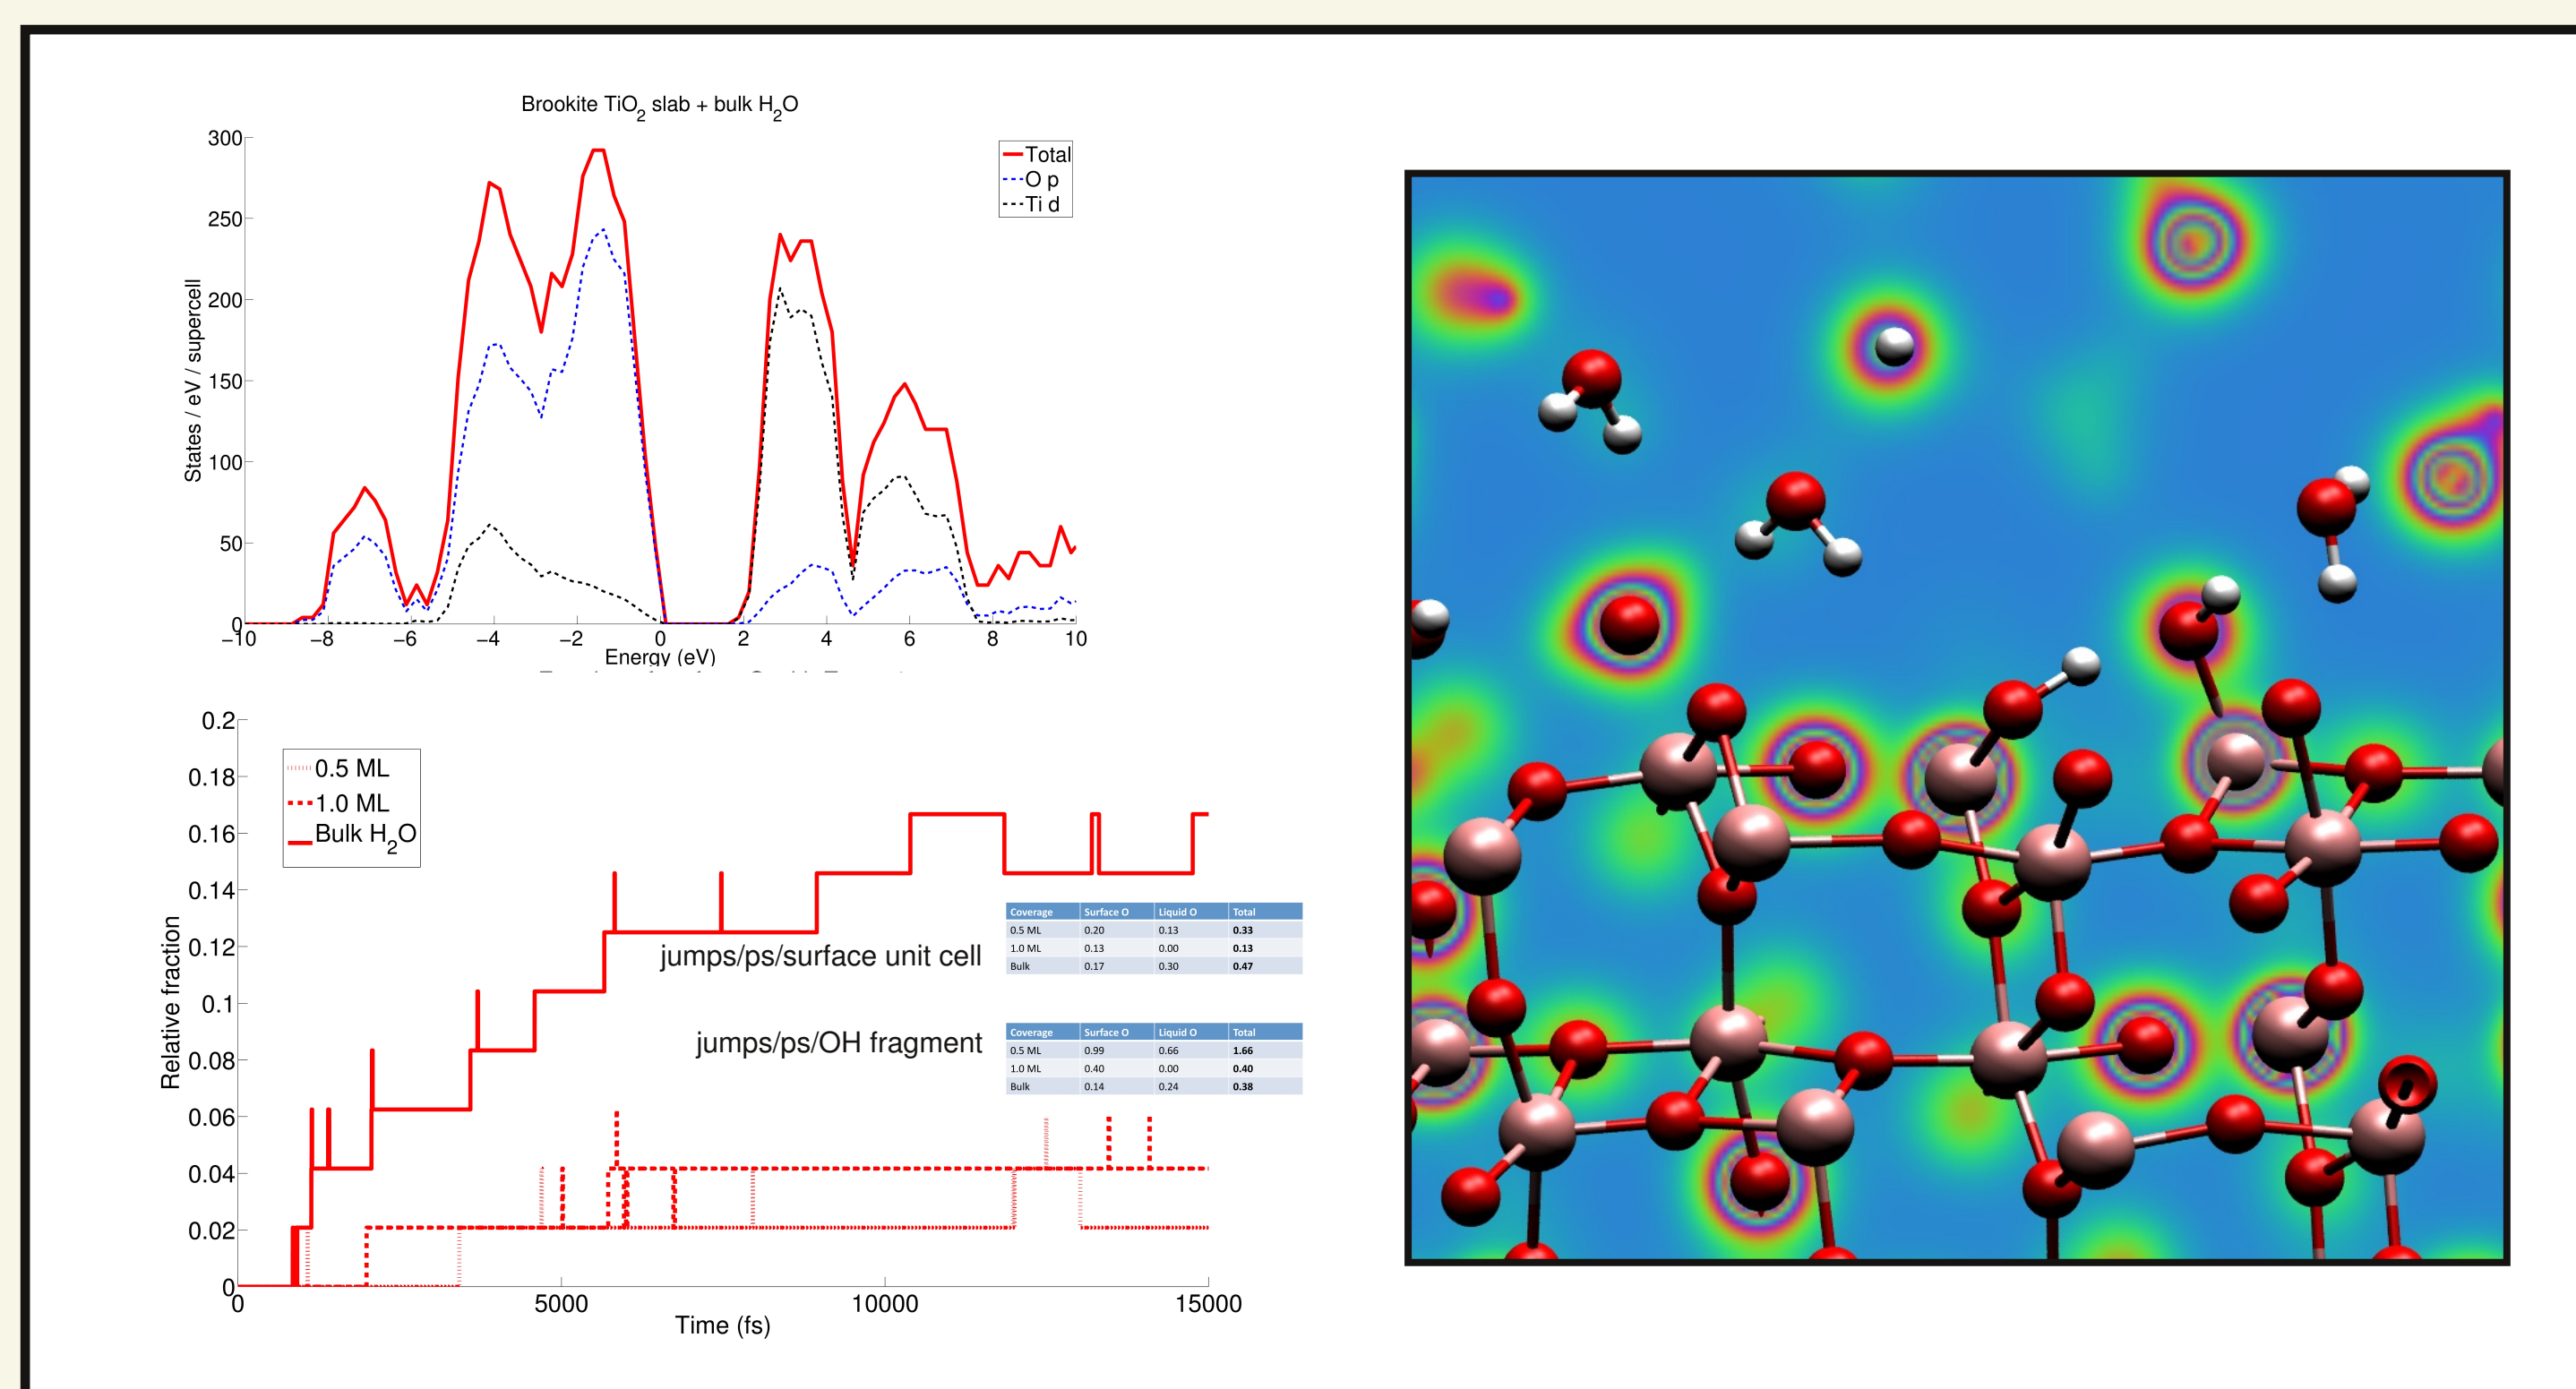 Brookite TiO2 slab + bulk H2O
300
250
200
150
100
50
0
States / eV / supercell
Total
O p
Ti d
−10 −8 −6 −4 −2 0 2 4 6 8 10
Energy (eV)
0.2
0.18
0.16
0.14
0.12
0.1
0.08
0.06
0.04
0.02
0
Relative fraction
0.5 ML
1.0 ML
Bulk H2O
jumps/ps/surface unit cell
Coverage Surface O Liquid O Total
0.5 ML 0.20 0.13 0.33
1.0 ML 0.13 0.00 0.13
Bulk 0.17 0.30 0.47
jumps/ps/OH fragment
Coverage Surface O Liquid O Total
0.5 ML 0.99 0.66 1.66
1.0 ML 0.40 0.00 0.40
Bulk 0.14 0.24 0.38
0 5000 10000 15000
Time (fs)